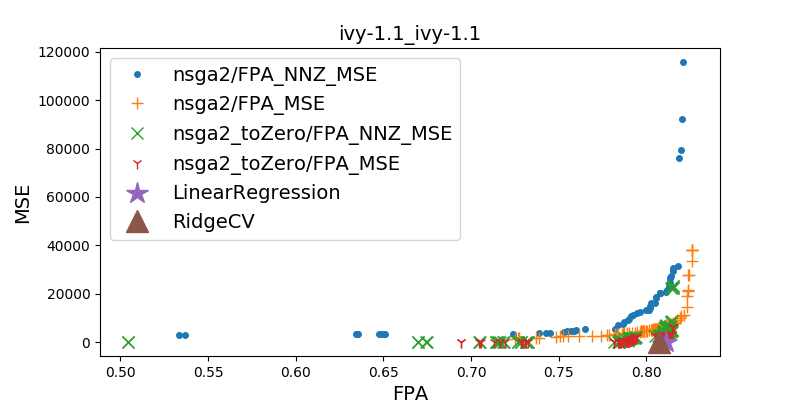 ivy-1.1_ivy-1.1
120000
100000
80000
60000
40000
20000
0
MSE
nsga2/FPA_NNZ_MSE
nsga2/FPA_MSE
nsga2_toZero/FPA_NNZ_MSE
nsga2_toZero/FPA_MSE
LinearRegression
RidgeCV
0.50 0.55 0.60 0.65 0.70 0.75 0.80
FPA